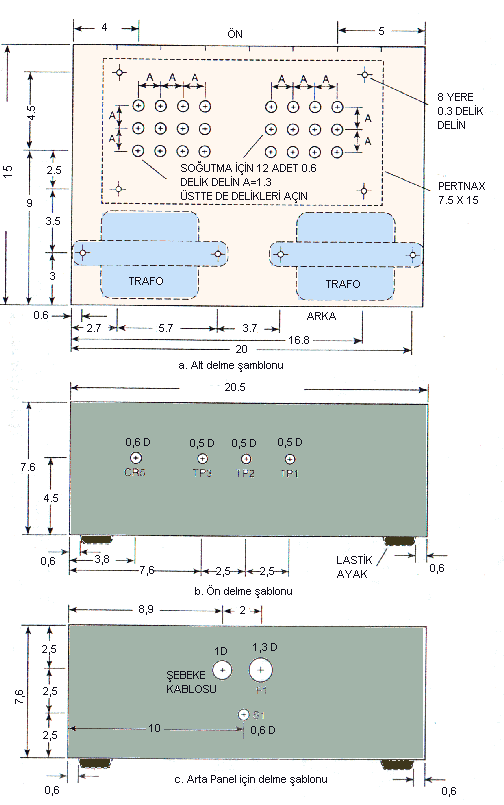 ÖN
4
5
A
A
A
A
A
A
A
A
A
A
4.5
15
9
2.5
3.5
3
8 YERE
0.3 DELİK
DELİN
PERTNAX
7.5 X 15
SOĞUTMA İÇİN 12 ADET 0.6
DELİK DELİN A=1.3
ÜSTTE DE DELİKLERİ AÇIN
TRAFO
TRAFO
ARKA
0.6
2.7
5.7
3.7
16.8
20
a. Alt delme şamblonu
20.5
7.6
4.5
0,6 D
0,5 D
0,5 D
0,5 D
CR5
TP3
TP2
TP1
0,6
3,8
7,6
2,5
2,5
LASTİK
AYAK
0,6
b. Ön delme şablonu
8,9
2
7,6
2,5
2,5
2,5
1D
1,3 D
ŞEBEKE
KABLOSU
F1
S1
10
0,6 D
0,6
0,6
c. Arta Panel için delme şablonu